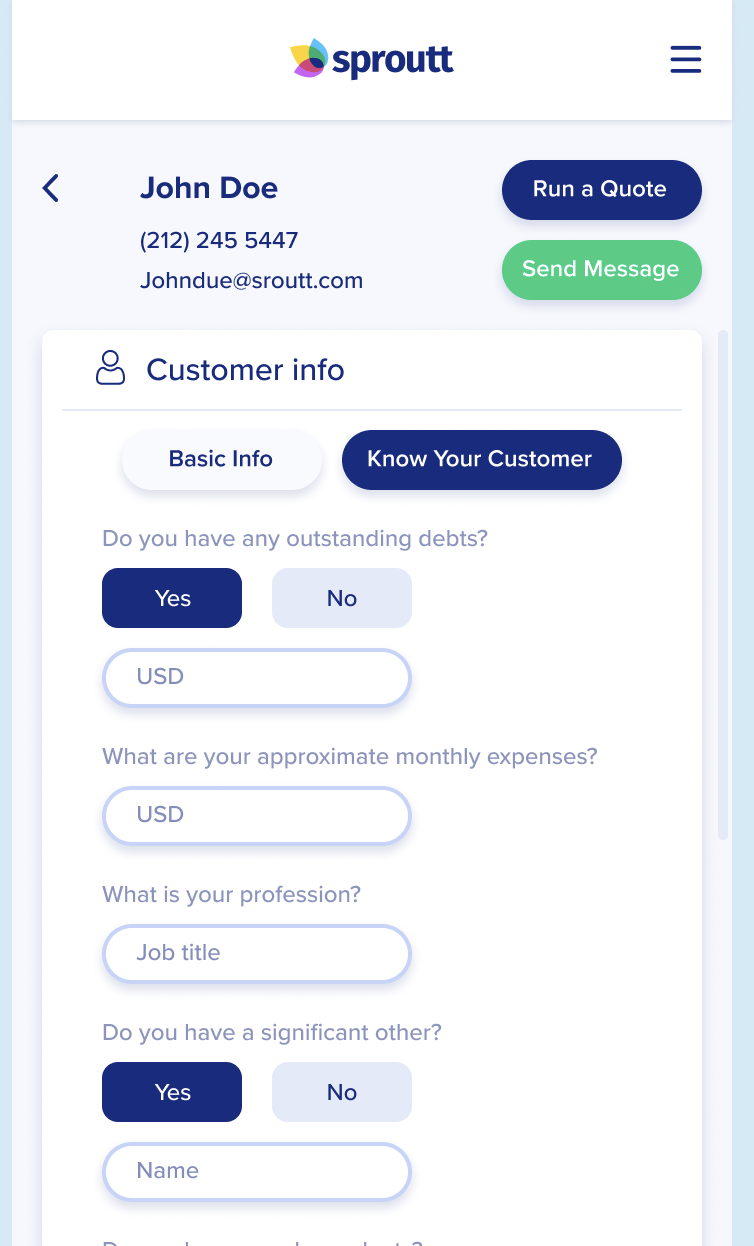 sproutt
John Doe
(212) 245 5447
Johndue@sroutt.com
Run a Quote
Send Message
Customer info
Basic Info
Know Your Customer
Do you have any outstanding debts?
Yes
No
USD
What are your approximate monthly expenses?
USD
What is your profession?
Job title
Do you have a significant other?
Yes
No
Name